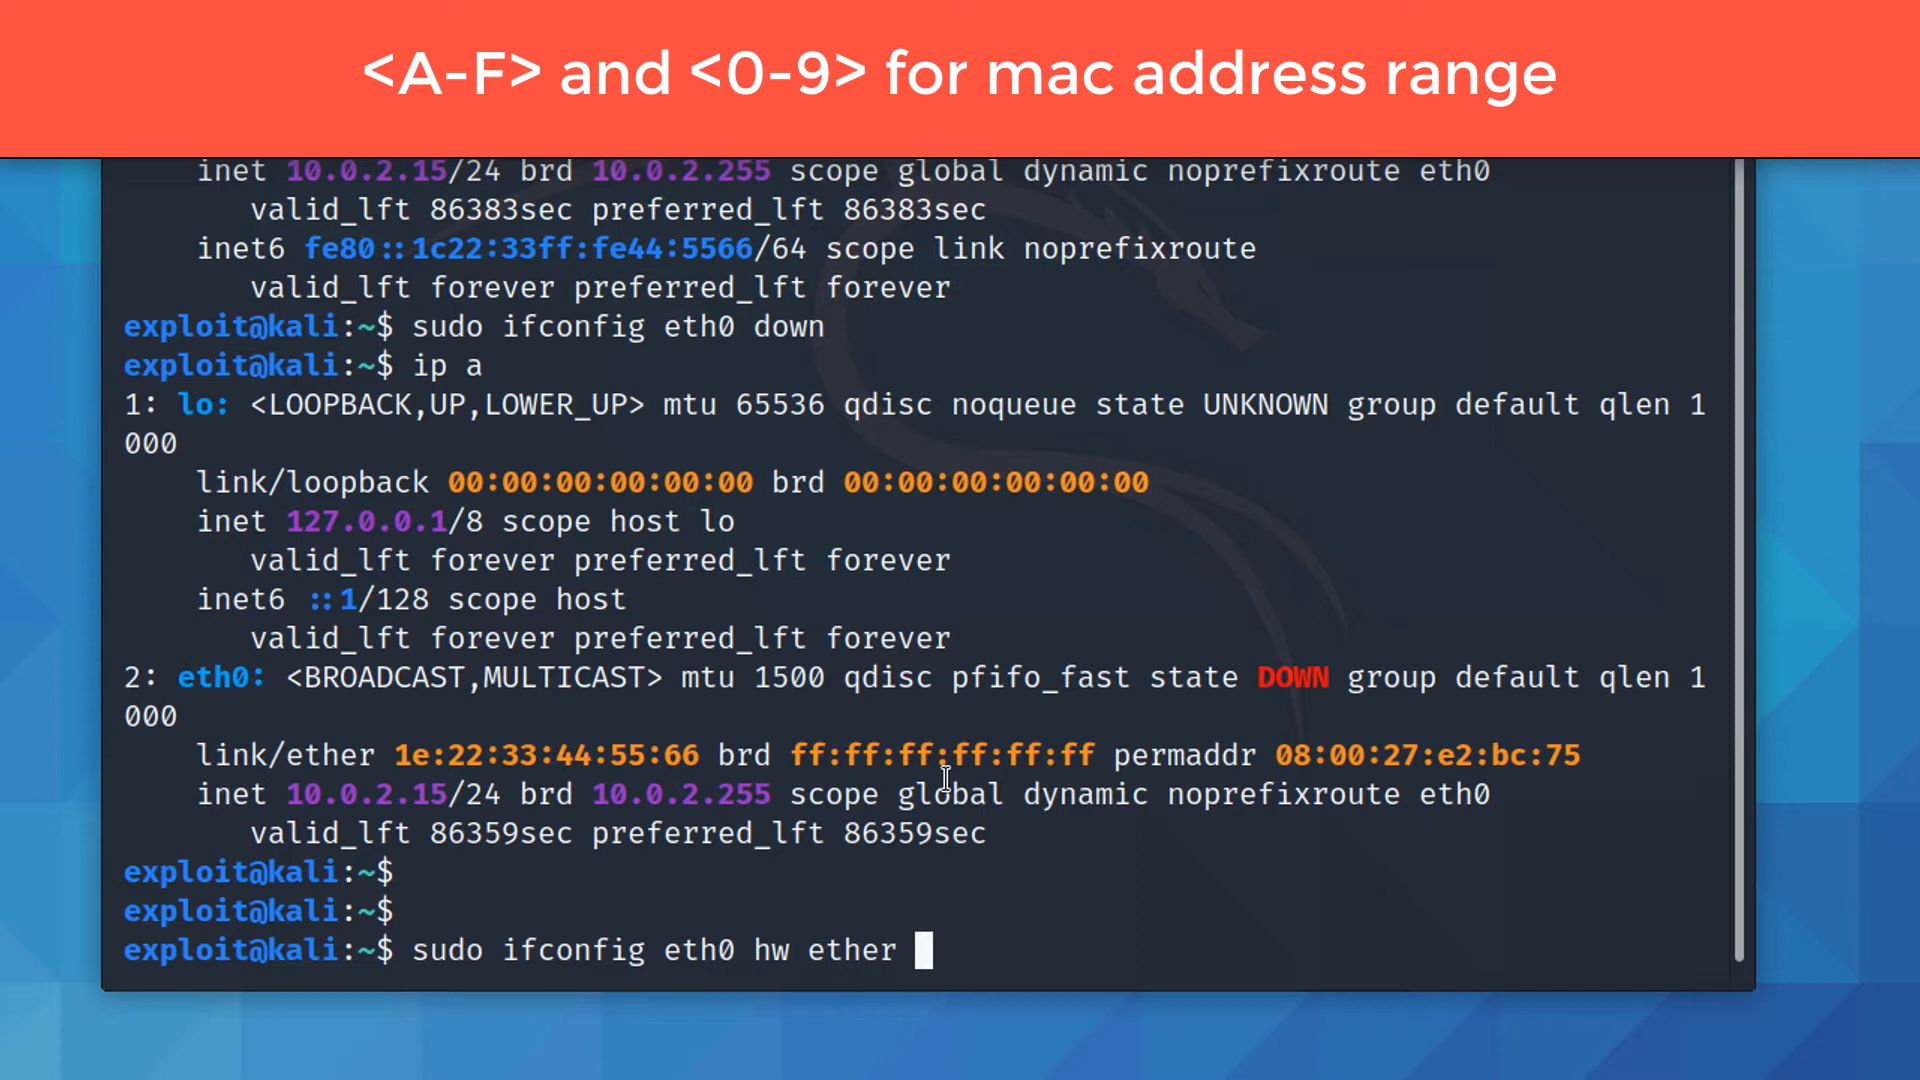 <A-F> and <0-9> for mac address range
inet 10.0.2.15/24 brd 10.0.2.255 scope global dynamic noprefixroute eth0
valid_lft 86383sec preferred_lft 86383sec
inet6 fe80::1c22:33ff:fe44:5566/64 scope link noprefixroute
valid_lft forever preferred_lft forever
exploit@kali:~$ sudo ifconfig eth0 down
exploit@kali:~$ ip a
1: lo: <LOOPBACK,UP,LOWER_UP> mtu 65536 qdisc noqueue state UNKNOWN group default qlen 1
000
link/loopback 00:00:00:00:00:00 brd 00:00:00:00:00:00
inet 127.0.0.1/8 scope host lo
valid_lft forever preferred_lft forever
inet6 ::1/128 scope host
valid_lft forever preferred_lft forever
2: eth0: <BROADCAST,MULTICAST> mtu 1500 qdisc pfifo_fast state DOWN group default qlen 1
000
link/ether 1e:22:33:44:55:66 brd ff:ff:ff:ff:ff:ff permaddr 08:00:27:e2:bc:75
inet 10.0.2.15/24 brd 10.0.2.255 scope global dynamic noprefixroute eth0
valid_lft 86359sec preferred_lft 86359sec
exploit@kali:~$
exploit@kali:~$
exploit@kali:~$ sudo ifconfig eth0 hw ether